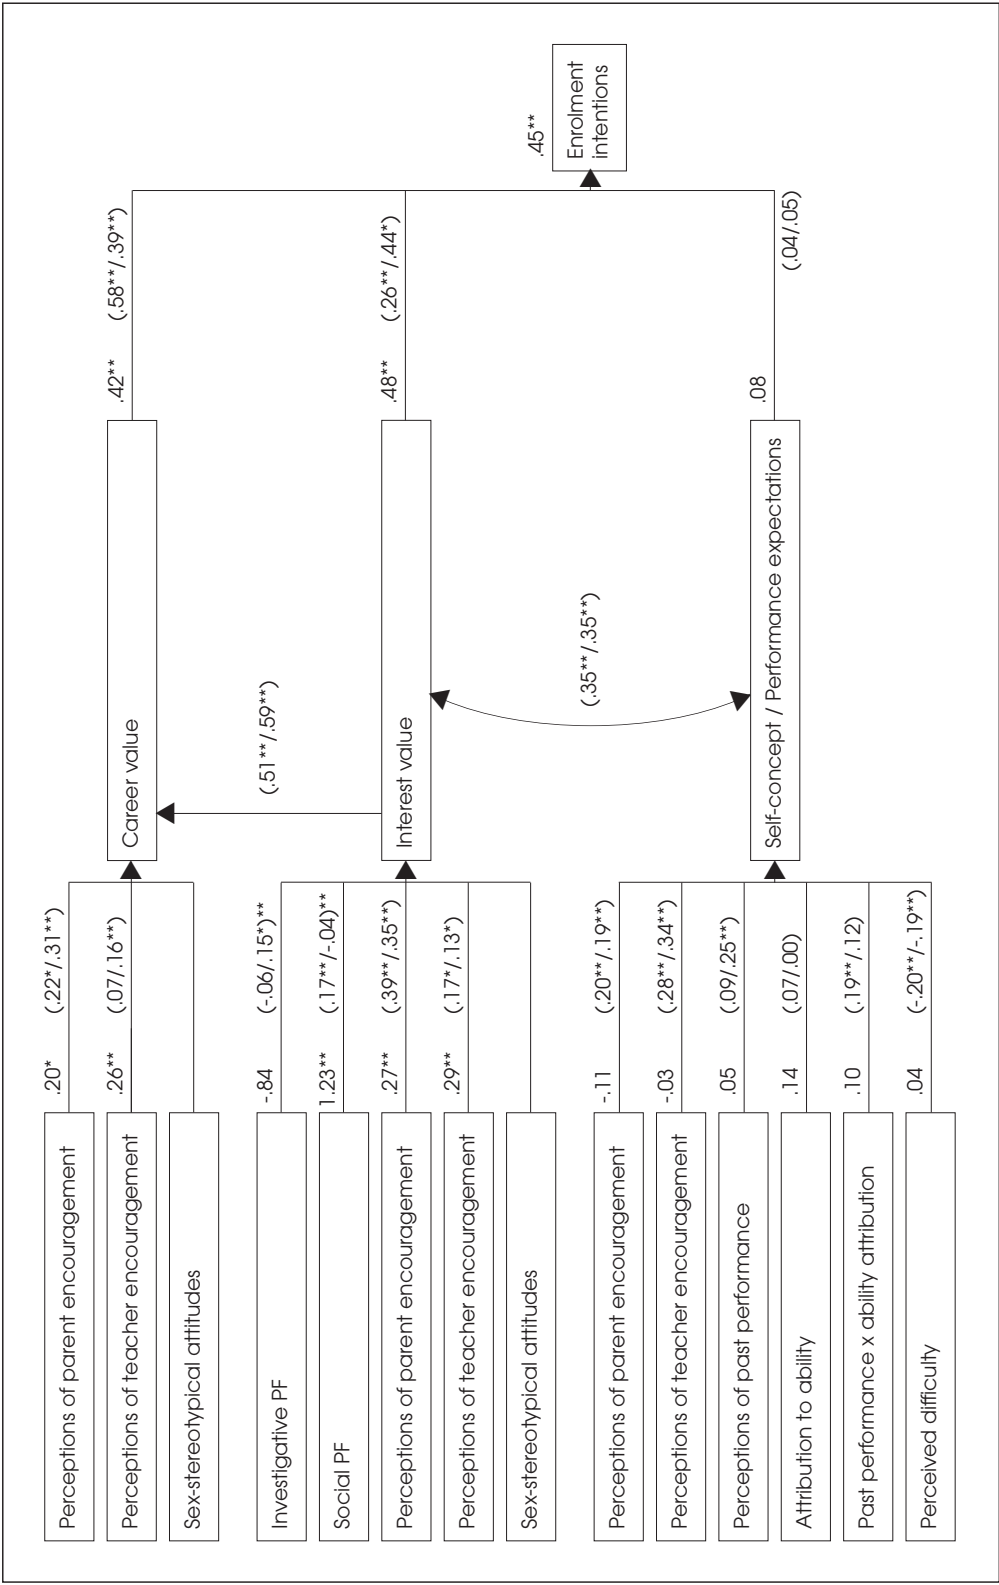 Perceptions of parent encouragement
.20*
(.22*/.31**)
Perceptions of teacher encouragement
.26**
(.07/.16**)
Sex-stereotypical attitudes
Career value
.42**
(.58**/.39**)
(.51**/.59**)
Investigative PF
-.84
(-.06/.15*)**
Social PF
1.23**
(.17**/-.04)**
Perceptions of parent encouragement
.27**
(.39**/.35**)
Perceptions of teacher encouragement
.29**
(.17*/.13*)
Sex-stereotypical attitudes
Interest value
.48**
(.26**/.44*)
(.35**/.35**)
Perceptions of parent encouragement
-.11
(.20**/.19**)
Perceptions of teacher encouragement
-.03
(.28**/.34**)
Perceptions of past performance
.05
(.09/.25**)
Attribution to ability
.14
(.07/.00)
Past performance x ability attribution
.10
(.19**/.12)
Perceived difficulty
.04
(-.20**/-.19**)
Self-concept / Performance expectations
.08
(.04/.05)
.45**
Enrolment
intentions